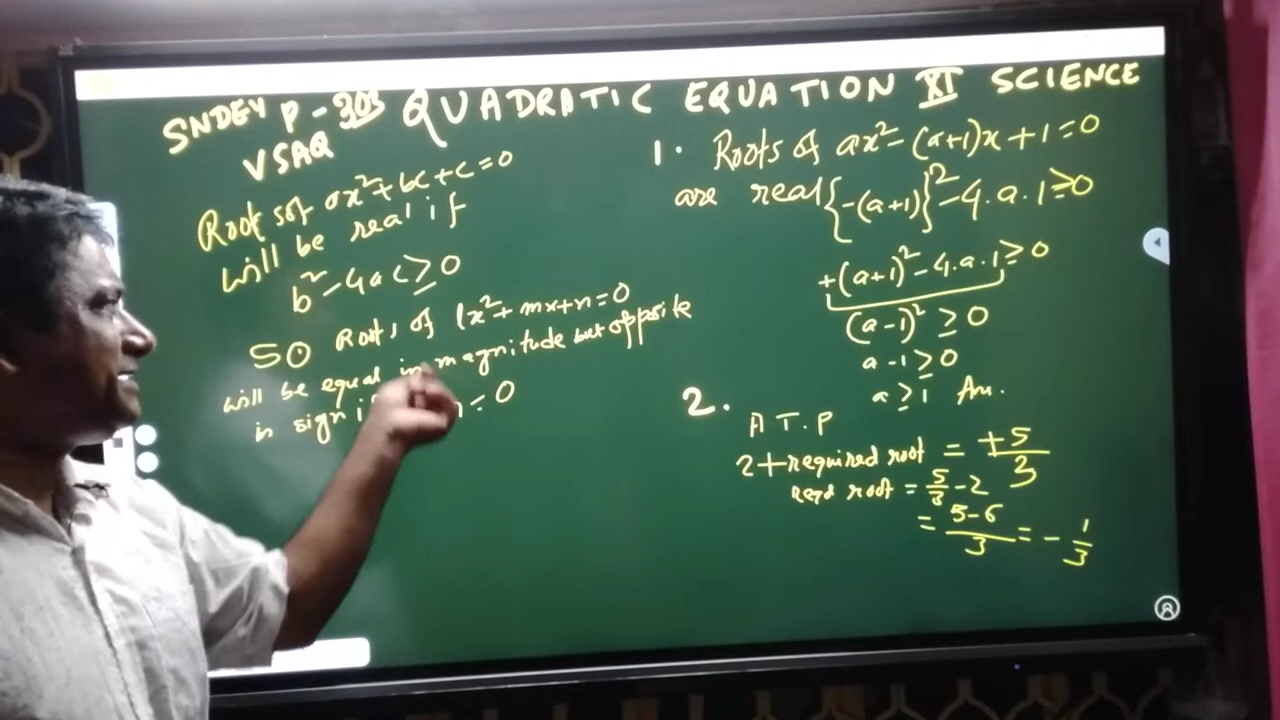 SNDEY P-303 QUADRATIC EQUATION XI SCIENCE
VSAQ
Roots of ax²+bc+c=0
will be real if
b²-4ac≥0
SO Roots of lx²+mx+n=0
will be equal in magnitude but opposite
in sign if =0
1. Roots of ax²-(a+1)x+1=0
are real {-(a+1)}²-4.a.1≥0
+(a+1)²-4.a.1≥0
(a-1)²≥0
a-1≥0
a≥1 Au.
2. A T.P
2+required root = +5/3
reqd root = 5/3-2
= 5-6/3 = -1/3